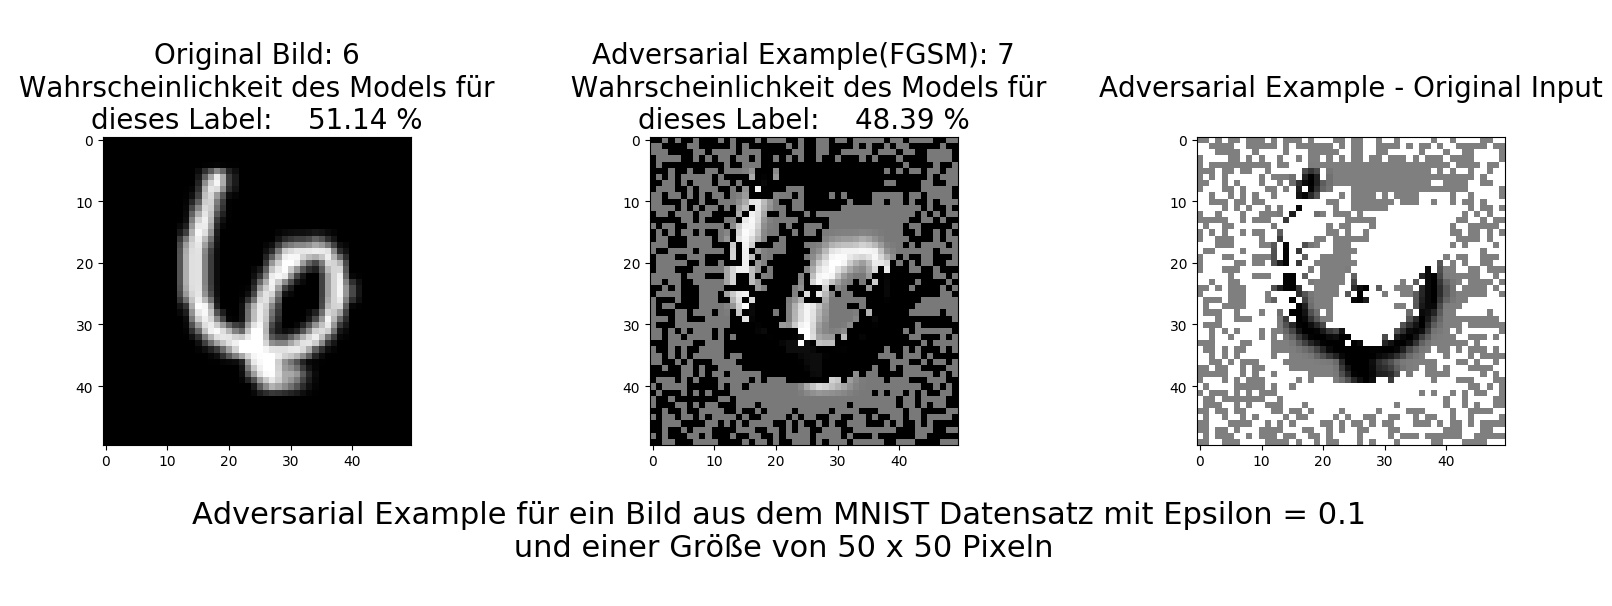 Original Bild: 6
Wahrscheinlichkeit des Models für
dieses Label: 51.14 %
Adversarial Example(FGSM): 7
Wahrscheinlichkeit des Models für
dieses Label: 48.39 %
Adversarial Example - Original Input
0
10
20
30
40
0 10 20 30 40
0
10
20
30
40
0 10 20 30 40
0
10
20
30
40
0 10 20 30 40
Adversarial Example für ein Bild aus dem MNIST Datensatz mit Epsilon = 0.1
und einer Größe von 50 x 50 Pixeln